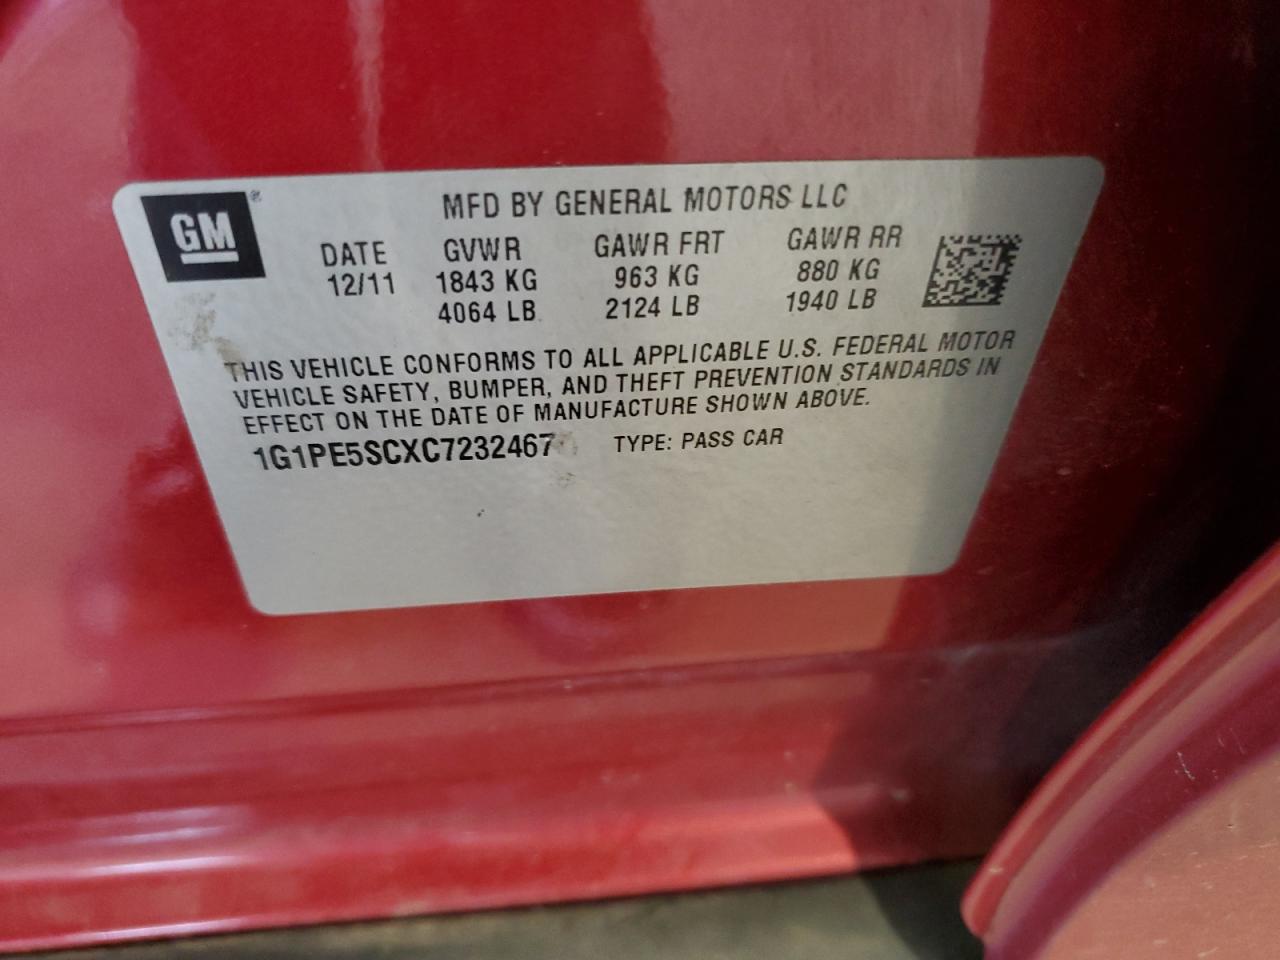 GM®
MFD BY GENERAL MOTORS LLC
DATE GVWR GAWR FRT GAWR RR
12/11 1843 KG 963 KG 880 KG
4064 LB 2124 LB 1940 LB
THIS VEHICLE CONFORMS TO ALL APPLICABLE U.S. FEDERAL MOTOR
VEHICLE SAFETY, BUMPER, AND THEFT PREVENTION STANDARDS IN
EFFECT ON THE DATE OF MANUFACTURE SHOWN ABOVE.
1G1PE5SCXC7232467 TYPE: PASS CAR